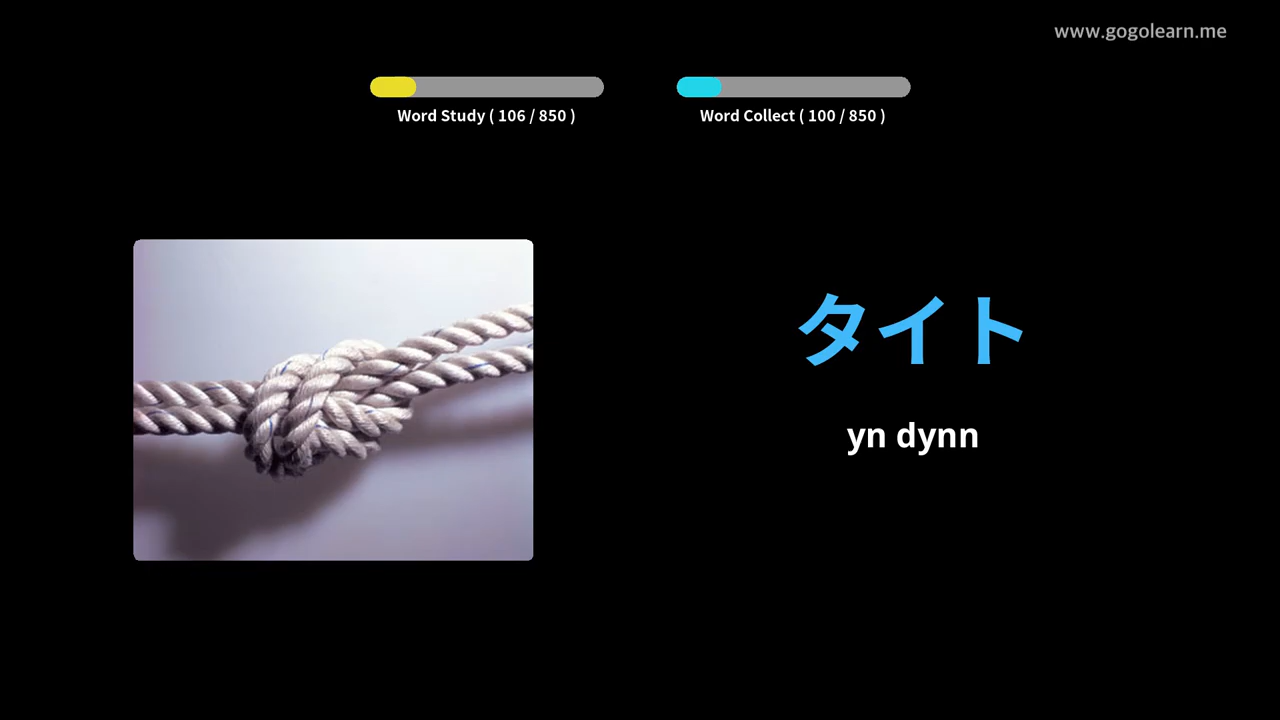 www.gogolearn.me
Word Study ( 106 / 850 )
Word Collect ( 100 / 850 )
タイト
yn dynn